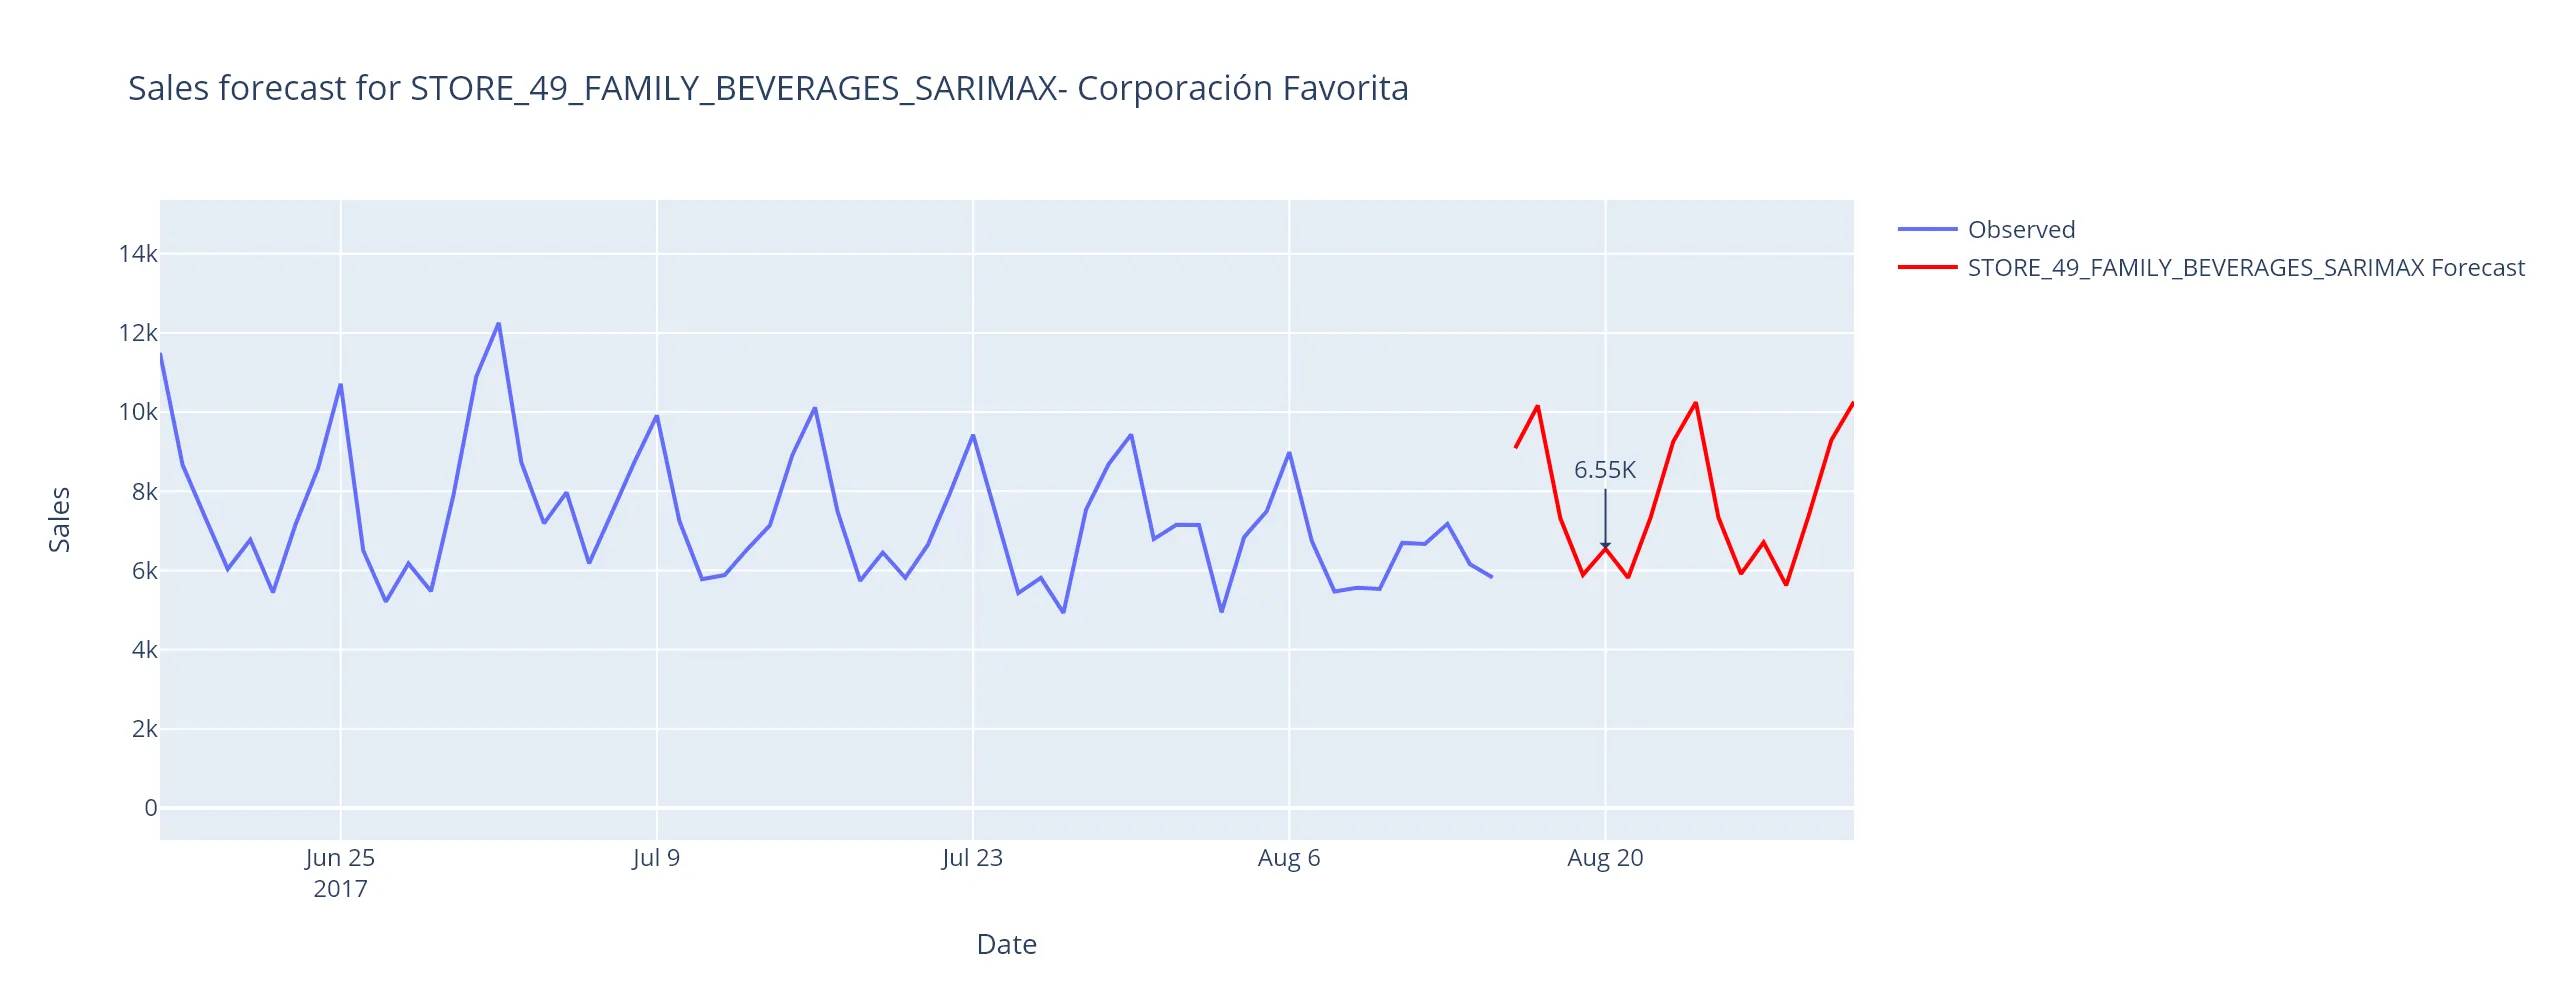 Sales forecast for STORE_49_FAMILY_BEVERAGES_SARIMAX- Corporación Favorita
Observed
STORE_49_FAMILY_BEVERAGES_SARIMAX Forecast
14k
12k
10k
8k
6k
4k
2k
0
Sales
6.55K
Jun 25
2017
Jul 9
Jul 23
Aug 6
Aug 20
Date